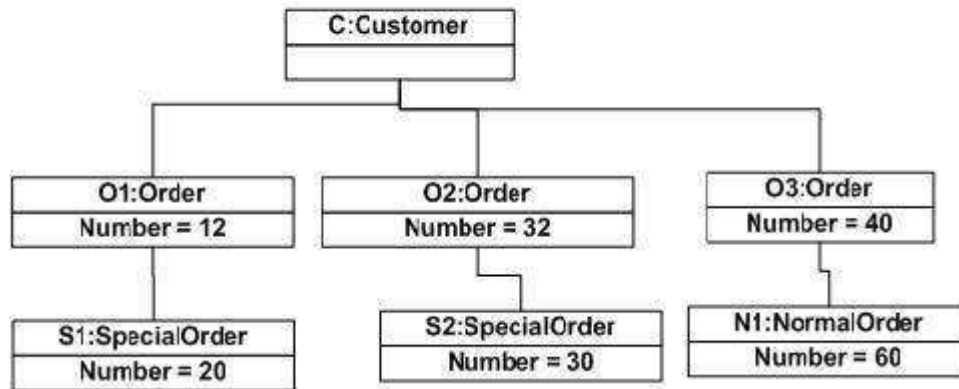 C:Customer
O1:Order
Number = 12
O2:Order
Number = 32
O3:Order
Number = 40
S1:SpecialOrder
Number = 20
S2:SpecialOrder
Number = 30
N1:NormalOrder
Number = 60